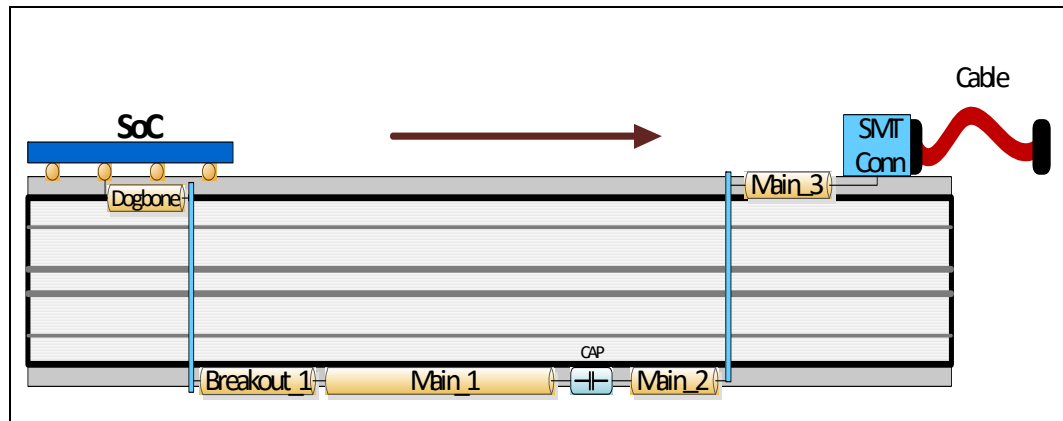 Cable
SoC
SMT
Conn
Dogbone
Main_3
CAP
Breakout_1
Main_1
Main_2